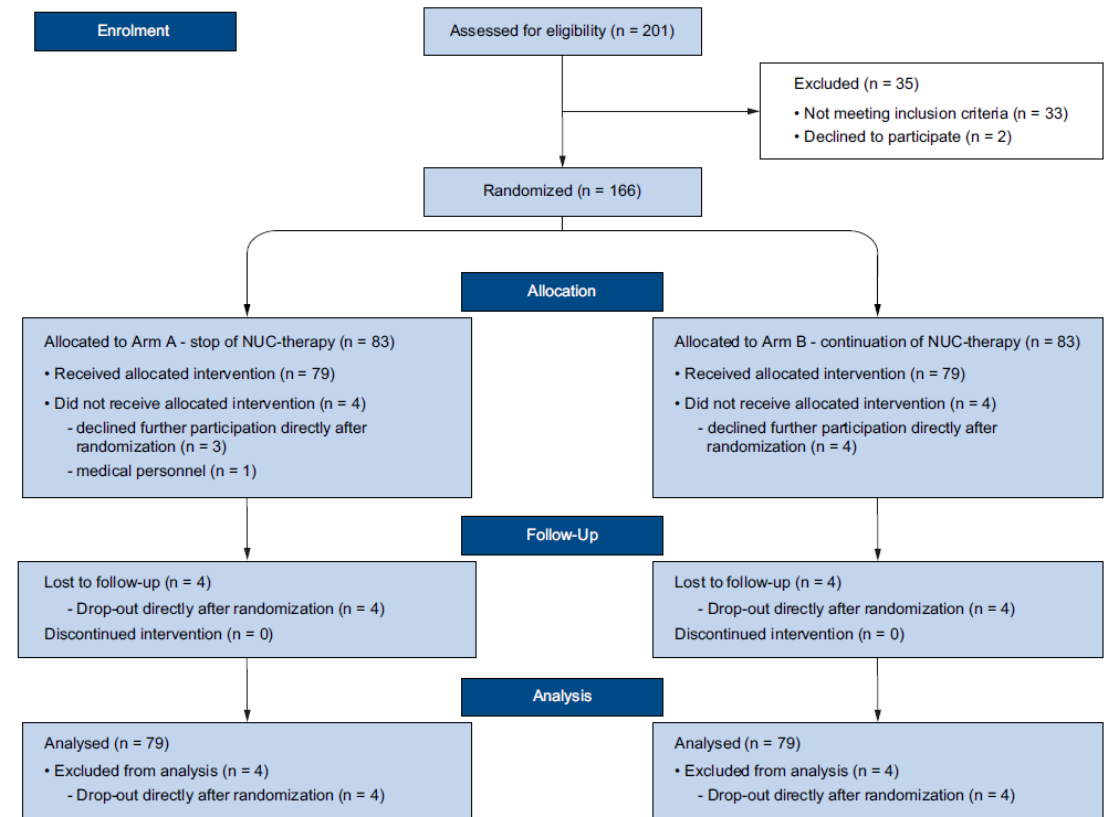 Enrolment
Assessed for eligibility (n = 201)
Excluded (n = 35)
• Not meeting inclusion criteria (n = 33)
• Declined to participate (n = 2)
Randomized (n = 166)
Allocation
Allocated to Arm A - stop of NUC-therapy (n = 83)
• Received allocated intervention (n = 79)
• Did not receive allocated intervention (n = 4)
- declined further participation directly after
randomization (n = 3)
- medical personnel (n = 1)
Allocated to Arm B - continuation of NUC-therapy (n = 83)
• Received allocated intervention (n = 79)
• Did not receive allocated intervention (n = 4)
- declined further participation directly after
randomization (n = 4)
Follow-Up
Lost to follow-up (n = 4)
- Drop-out directly after randomization (n = 4)
Discontinued intervention (n = 0)
Lost to follow-up (n = 4)
- Drop-out directly after randomization (n = 4)
Discontinued intervention (n = 0)
Analysis
Analysed (n = 79)
• Excluded from analysis (n = 4)
- Drop-out directly after randomization (n = 4)
Analysed (n = 79)
• Excluded from analysis (n = 4)
- Drop-out directly after randomization (n = 4)